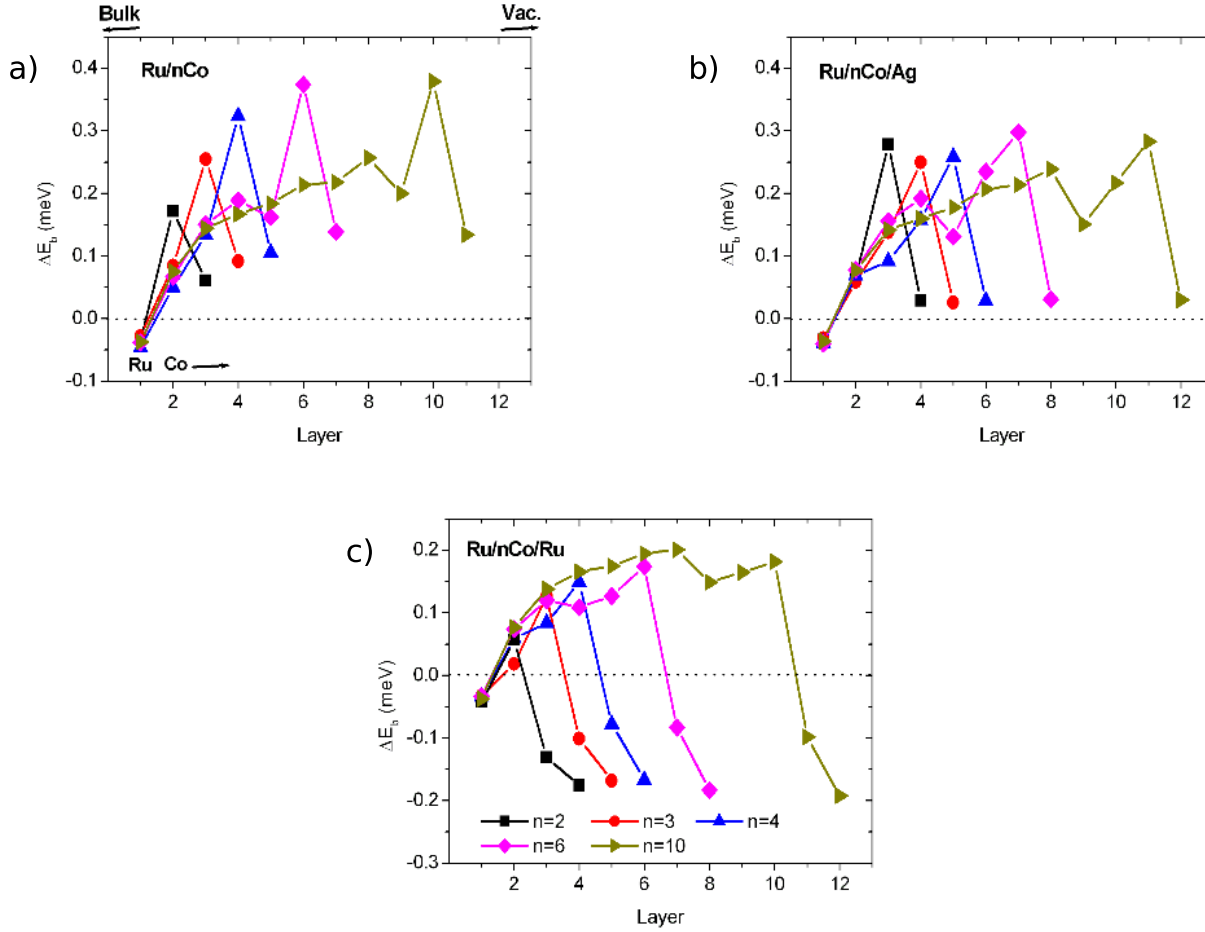 Bulk Vac.
a)
Ru/nCo
0.4
0.3
0.2
0.1
0.0
-0.1
ΔE_b (meV)
Ru Co
2 4 6 8 10 12
Layer
b)
Ru/nCo/Ag
0.4
0.3
0.2
0.1
0.0
-0.1
ΔE_b (meV)
2 4 6 8 10 12
Layer
c)
Ru/nCo/Ru
0.2
0.1
0.0
-0.1
-0.2
-0.3
ΔE_b (meV)
n=2 n=3 n=4
n=6 n=10
2 4 6 8 10 12
Layer